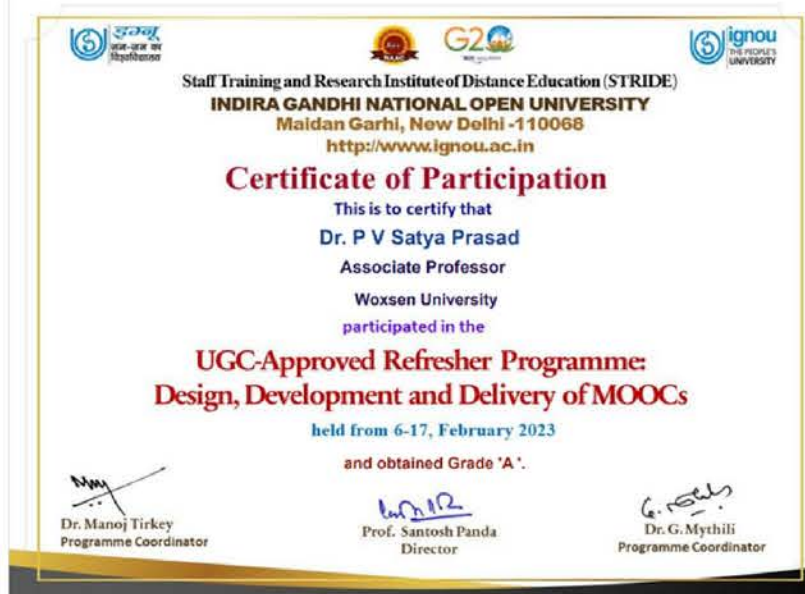 इग्नू
जन-जन का
विश्वविद्यालय
NAAC
G20
ignou
THE PEOPLE'S
UNIVERSITY
Staff Training and Research Institute of Distance Education (STRIDE)
INDIRA GANDHI NATIONAL OPEN UNIVERSITY
Maidan Garhi, New Delhi -110068
http://www.ignou.ac.in
Certificate of Participation
This is to certify that
Dr. P V Satya Prasad
Associate Professor
Woxsen University
participated in the
UGC-Approved Refresher Programme:
Design, Development and Delivery of MOOCs
held from 6-17, February 2023
and obtained Grade 'A '.
Dr. Manoj Tirkey
Programme Coordinator
Prof. Santosh Panda
Director
Dr. G. Mythili
Programme Coordinator